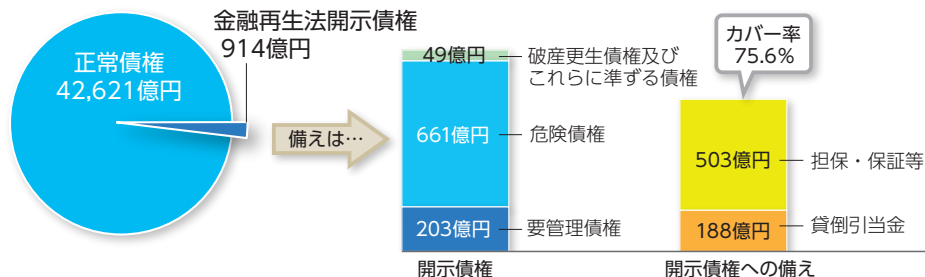 金融再生法開示債権
914億円
正常債権
42,621億円
備えは…
49億円
破産更生債権及び
これらに準ずる債権
661億円
危険債権
203億円
要管理債権
開示債権
カバー率
75.6%
503億円
担保・保証等
188億円
貸倒引当金
開示債権への備え